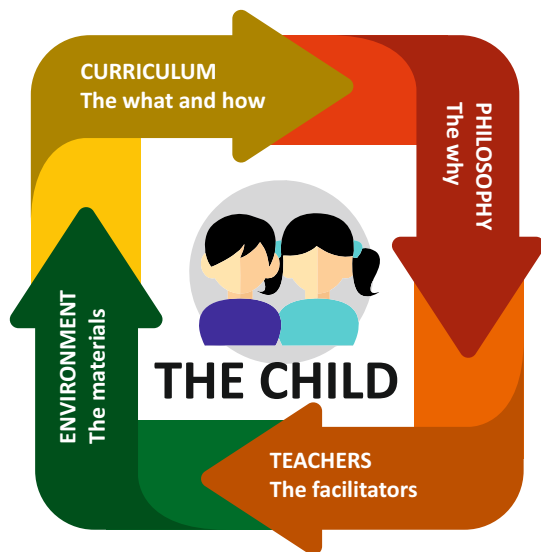 CURRICULUM
The what and how
PHILOSOPHY
The why
THE CHILD
ENVIRONMENT
The materials
TEACHERS
The facilitators